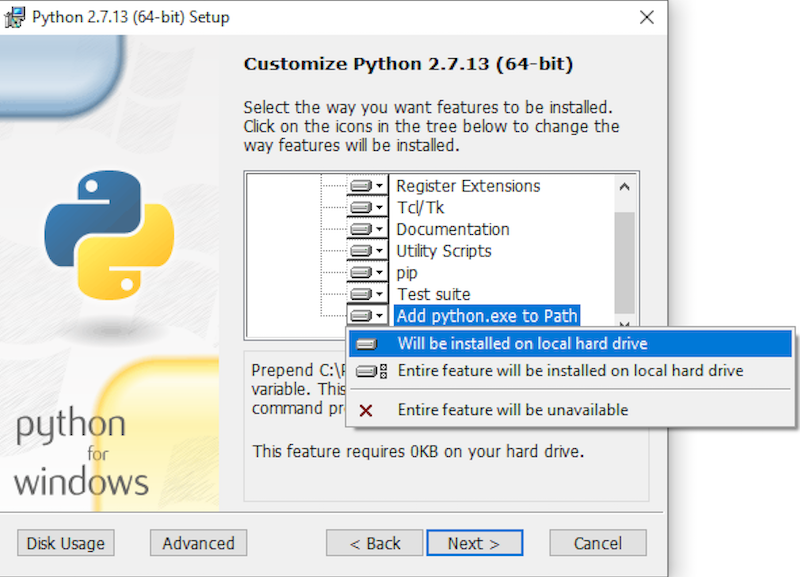 Python 2.7.13 (64-bit) Setup
Customize Python 2.7.13 (64-bit)
Select the way you want features to be installed.
Click on the icons in the tree below to change the
way features will be installed.
Register Extensions
Tcl/Tk
Documentation
Utility Scripts
pip
Test suite
Add python.exe to Path
Will be installed on local hard drive
Entire feature will be installed on local hard drive
Entire feature will be unavailable
Prepend C:\
variable. This
command
This feature requires 0KB on your hard drive.
python
for
windows
Disk Usage
Advanced
< Back
Next >
Cancel